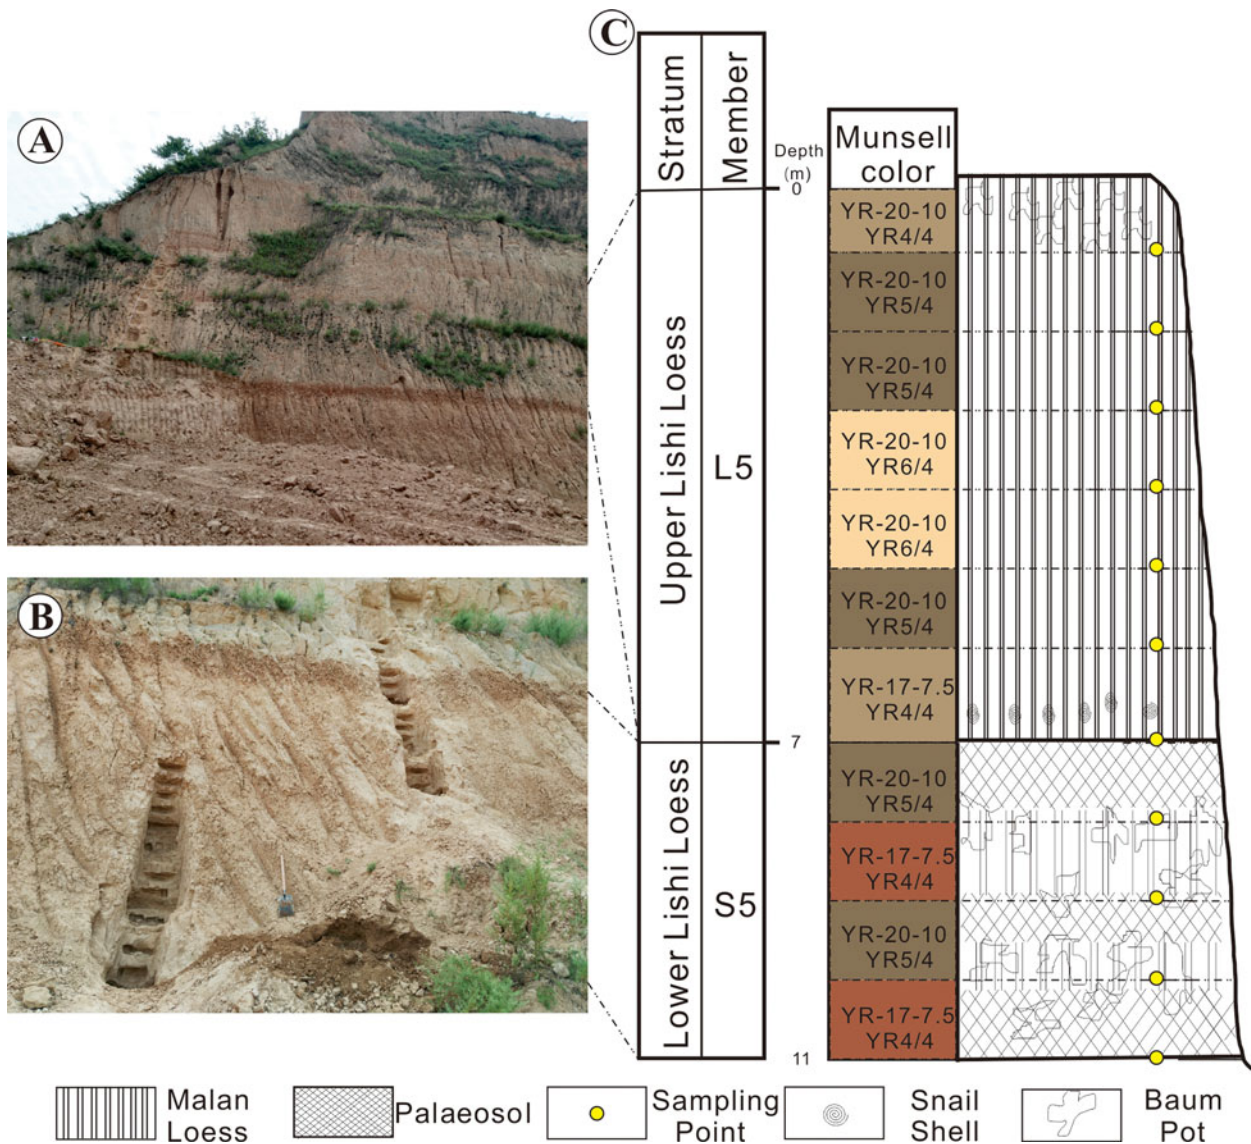 A
B
C
Stratum
Member
Depth
(m)
0
7
11
Munsell
color
Upper Lishi Loess
L5
Lower Lishi Loess
S5
YR-20-10
YR4/4
YR-20-10
YR5/4
YR-20-10
YR5/4
YR-20-10
YR6/4
YR-20-10
YR6/4
YR-20-10
YR5/4
YR-17-7.5
YR4/4
YR-20-10
YR5/4
YR-17-7.5
YR4/4
YR-20-10
YR5/4
YR-17-7.5
YR4/4
Malan
Loess
Palaeosol
Sampling
Point
Snail
Shell
Baum
Pot